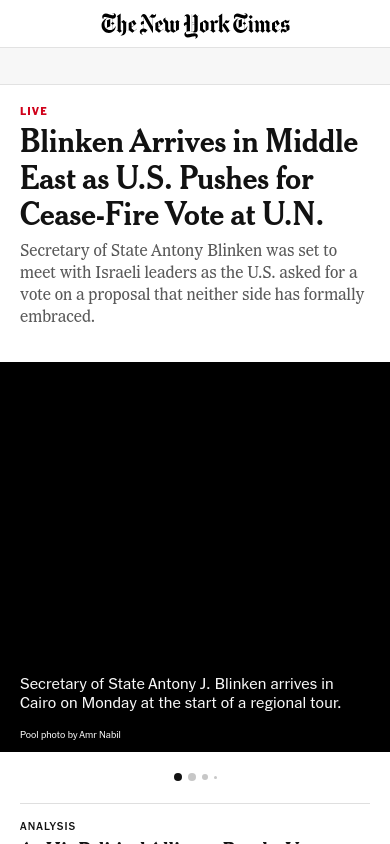 The New York Times
LIVE
Blinken Arrives in Middle
East as U.S. Pushes for
Cease-Fire Vote at U.N.
Secretary of State Antony Blinken was set to
meet with Israeli leaders as the U.S. asked for a
vote on a proposal that neither side has formally
embraced.
Secretary of State Antony J. Blinken arrives in
Cairo on Monday at the start of a regional tour.
Pool photo by Amr Nabil
ANALYSIS